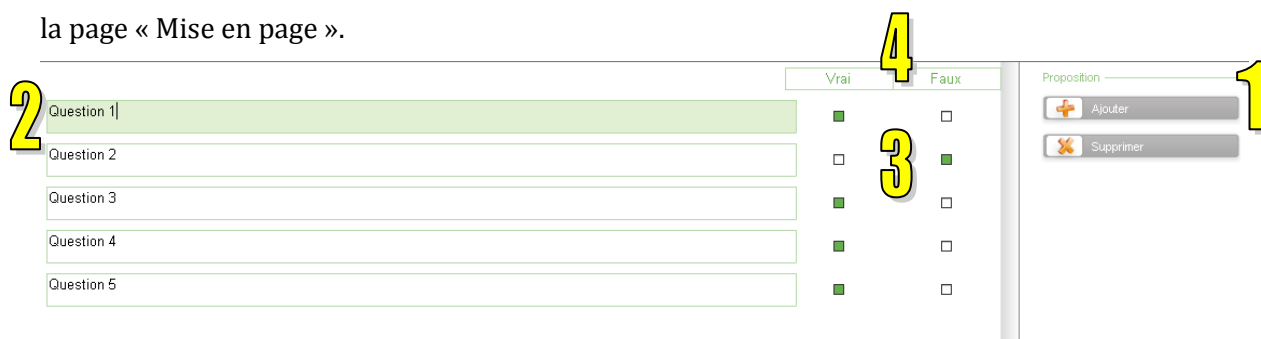 la page « Mise en page ».
4
Vrai Faux
Proposition
1
2
Question 1
Ajouter
Question 2
3
Supprimer
Question 3
Question 4
Question 5